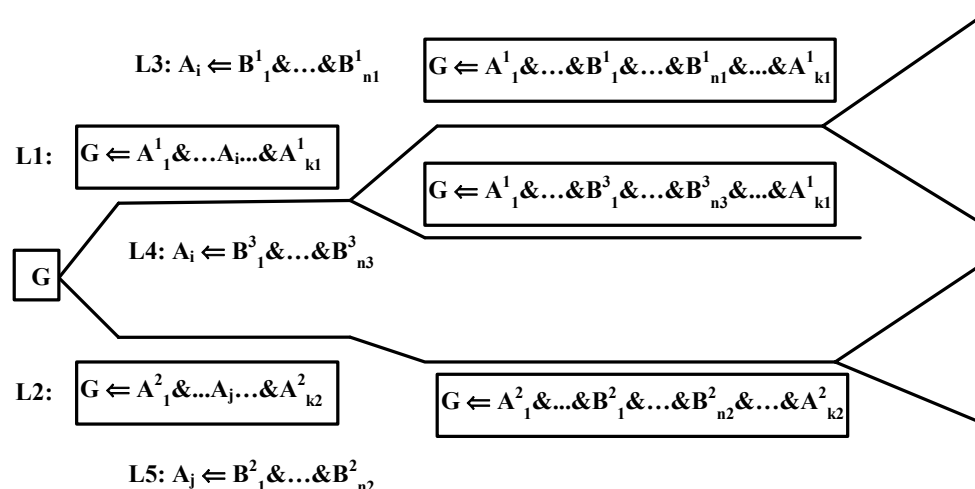 L3: Aᵢ ⇐ B¹₁&…&B¹ₙ₁
G ⇐ A¹₁&…&B¹₁&…&B¹ₙ₁&...&A¹ₖ₁
L1: G ⇐ A¹₁&…Aᵢ...&A¹ₖ₁
G ⇐ A¹₁&…&B³₁&…&B³ₙ₃&...&A¹ₖ₁
L4: Aᵢ ⇐ B³₁&…&B³ₙ₃
G
L2: G ⇐ A²₁&...Aⱼ…&A²ₖ₂
G ⇐ A²₁&...&B²₁&…&B²ₙ₂&…&A²ₖ₂
L5: Aⱼ ⇐ B²₁&…&B²ₙ₂